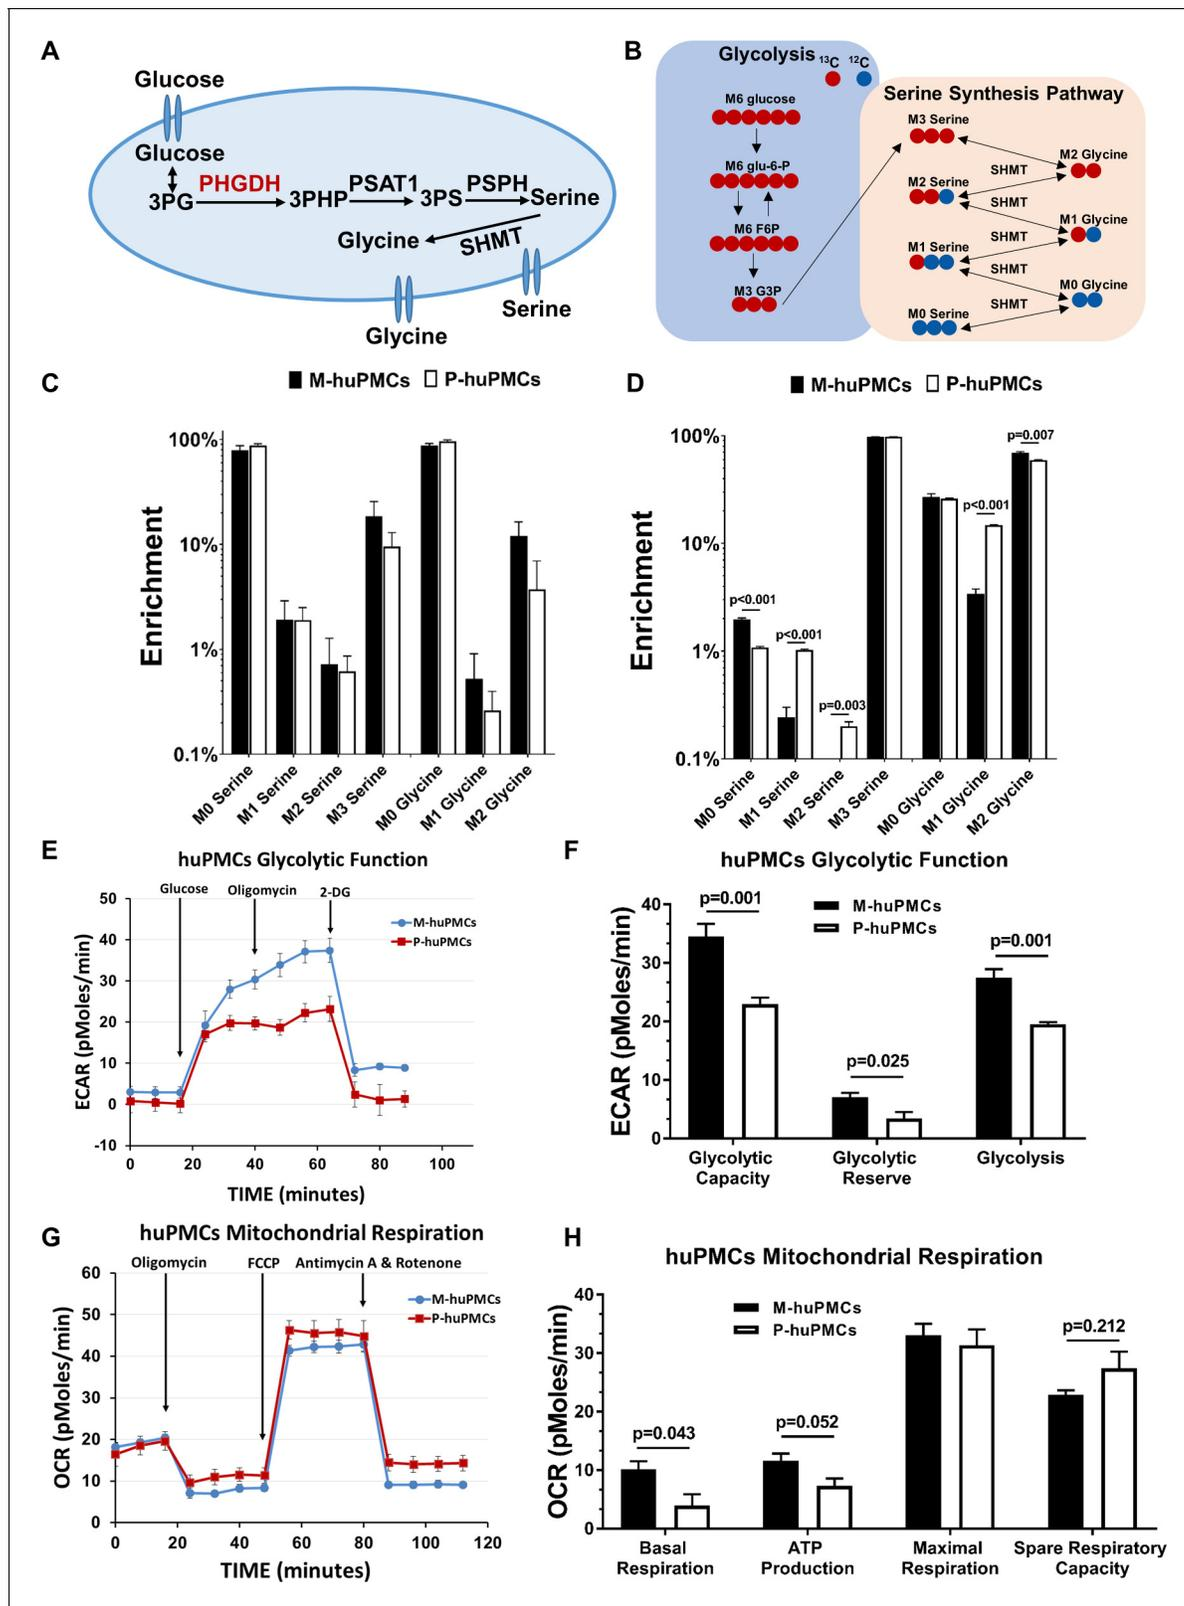 A
Glucose
Glucose
PHGDH
PSAT1
PSPH
3PG
3PHP
3PS
Serine
Glycine
SHMT
Serine
Glycine
B
Glycolysis
13C
12C
M6 glucose
M6 glu-6-P
M6 F6P
M3 G3P
Serine Synthesis Pathway
M3 Serine
M2 Glycine
SHMT
M2 Serine
SHMT
M1 Glycine
SHMT
M1 Serine
SHMT
M0 Glycine
SHMT
M0 Serine
C
M-huPMCs
P-huPMCs
Enrichment
100%
10%
1%
0.1%
M0 Serine
M1 Serine
M2 Serine
M3 Serine
M0 Glycine
M1 Glycine
M2 Glycine
D
M-huPMCs
P-huPMCs
Enrichment
100%
10%
1%
0.1%
p<0.001
p<0.001
p=0.003
p<0.001
p=0.007
M0 Serine
M1 Serine
M2 Serine
M3 Serine
M0 Glycine
M1 Glycine
M2 Glycine
E
huPMCs Glycolytic Function
Glucose
Oligomycin
2-DG
M-huPMCs
P-huPMCs
ECAR (pMoles/min)
50
40
30
20
10
0
-10
0 20 40 60 80 100
TIME (minutes)
F
huPMCs Glycolytic Function
M-huPMCs
P-huPMCs
ECAR (pMoles/min)
40
30
20
10
0
p=0.001
p=0.025
p=0.001
Glycolytic
Capacity
Glycolytic
Reserve
Glycolysis
G
huPMCs Mitochondrial Respiration
Oligomycin
FCCP
Antimycin A & Rotenone
M-huPMCs
P-huPMCs
OCR (pMoles/min)
60
50
40
30
20
10
0
0 20 40 60 80 100 120
TIME (minutes)
H
huPMCs Mitochondrial Respiration
M-huPMCs
P-huPMCs
OCR (pMoles/min)
40
30
20
10
0
p=0.043
p=0.052
p=0.212
Basal
Respiration
ATP
Production
Maximal
Respiration
Spare Respiratory
Capacity